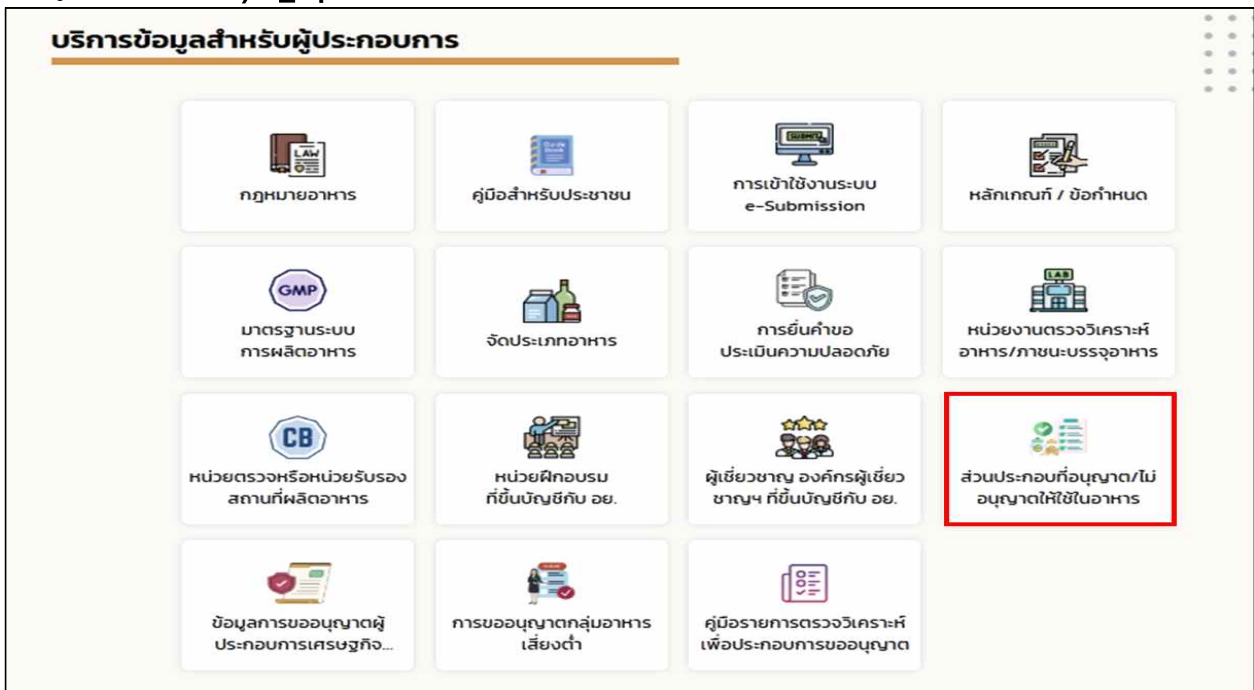 บริการข้อมูลสำหรับผู้ประกอบการ
LAW
กฎหมายอาหาร
Guide
Book
คู่มือสำหรับประชาชน
SUBMIT
การเข้าใช้งานระบบ
e-Submission
หลักเกณฑ์ / ข้อกำหนด
GMP
มาตรฐานระบบ
การผลิตอาหาร
จัดประเภทอาหาร
การยื่นคำขอ
ประเมินความปลอดภัย
LAB
หน่วยงานตรวจวิเคราะห์
อาหาร/ภาชนะบรรจุอาหาร
CB
หน่วยตรวจหรือหน่วยรับรอง
สถานที่ผลิตอาหาร
หน่วยฝึกอบรม
ที่ขึ้นบัญชีกับ อย.
ผู้เชี่ยวชาญ องค์กรผู้เชี่ยว
ชาญฯ ที่ขึ้นบัญชีกับ อย.
ส่วนประกอบที่อนุญาต/ไม่
อนุญาตให้ใช้ในอาหาร
ข้อมูลการขออนุญาตผู้
ประกอบการเศรษฐกิจ...
การขออนุญาตกลุ่มอาหาร
เสี่ยงต่ำ
คู่มือรายการตรวจวิเคราะห์
เพื่อประกอบการขออนุญาต